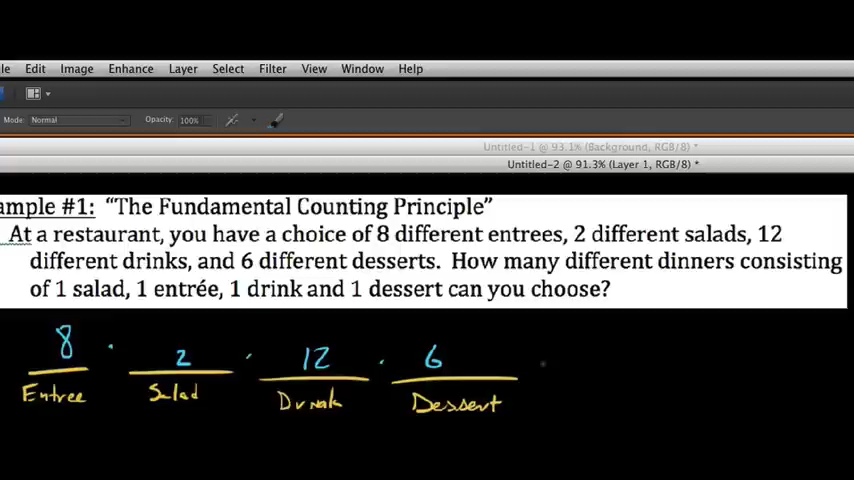 le Edit Image Enhance Layer Select Filter View Window Help
Mode: Normal Opacity: 100%
Untitled-1 @ 93.1% (Background, RGB/8) *
Untitled-2 @ 91.3% (Layer 1, RGB/8) *
ample #1: “The Fundamental Counting Principle”
At a restaurant, you have a choice of 8 different entrees, 2 different salads, 12
different drinks, and 6 different desserts. How many different dinners consisting
of 1 salad, 1 entrée, 1 drink and 1 dessert can you choose?
8 · 2 · 12 · 6
Entree Salad Drink Dessert